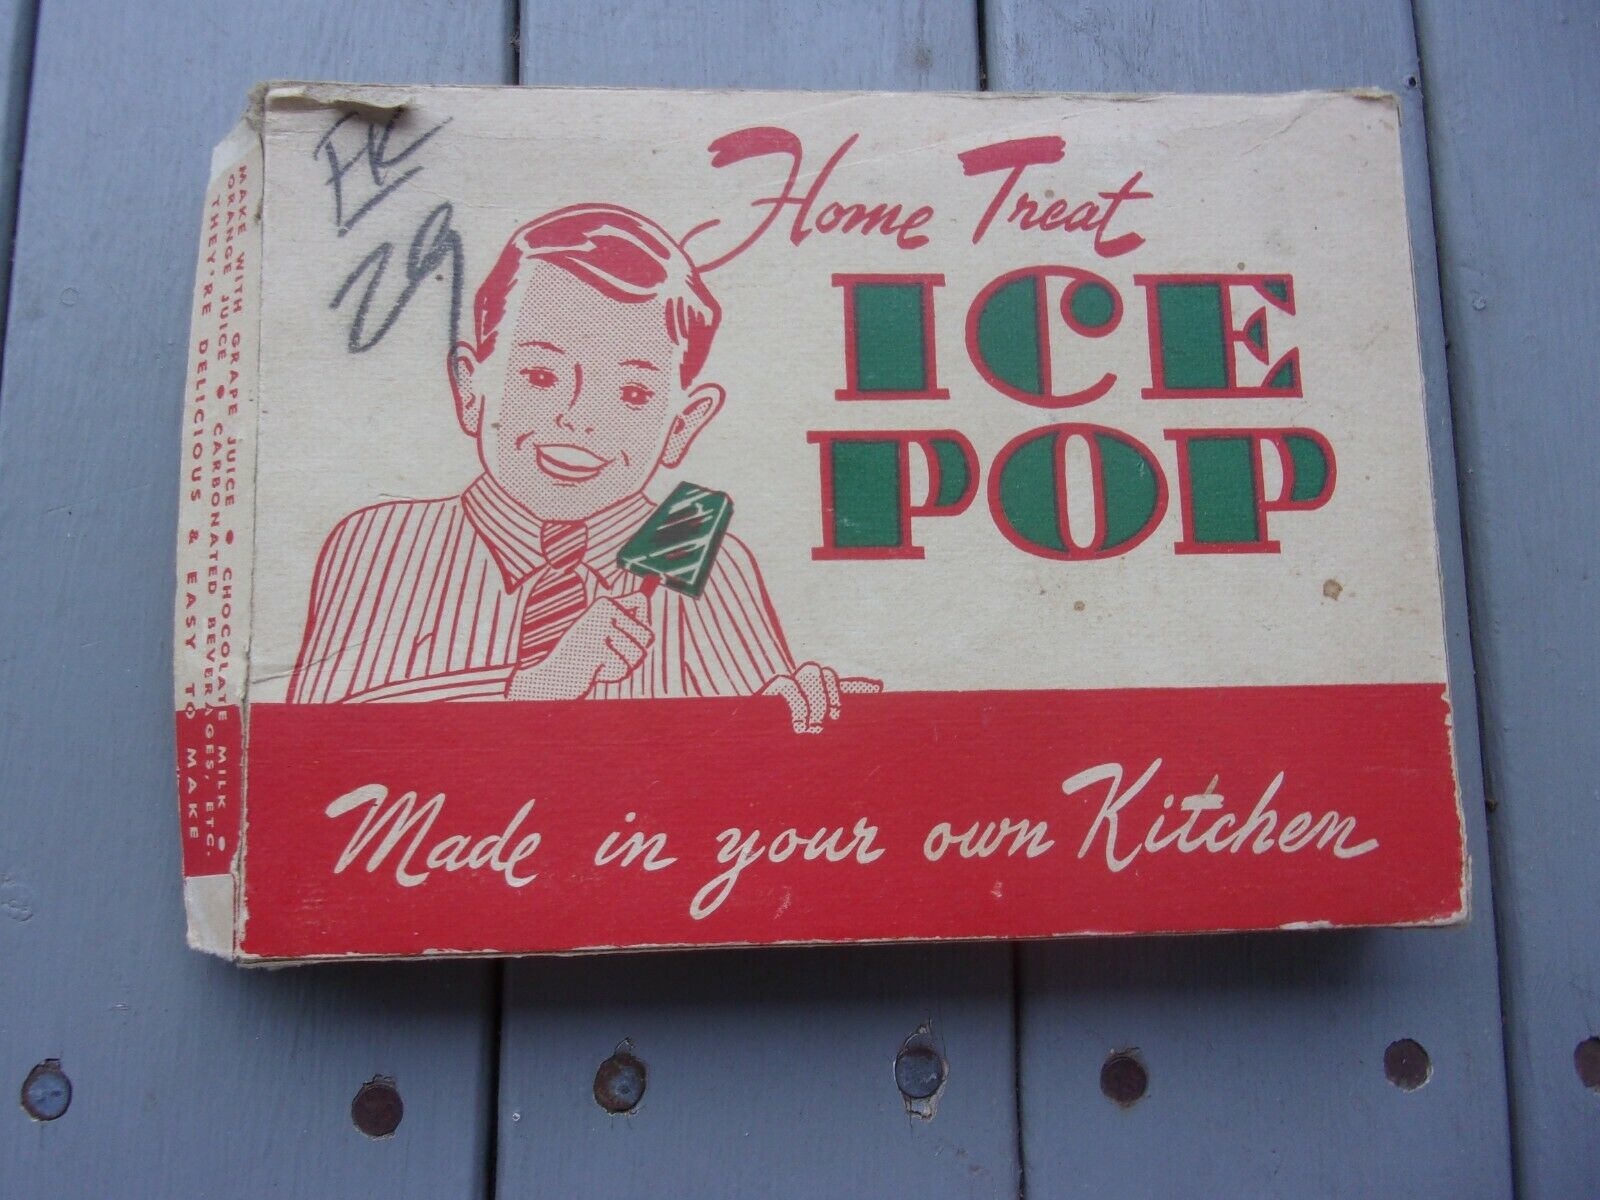 FK
29
Home Treat
ICE
POP
Made in your own Kitchen
MAKE WITH GRAPE JUICE • CHOCOLATE MILK •
ORANGE JUICE • CARBONATED BEVERAGES, ETC.
THEY'RE DELICIOUS & EASY TO MAKE